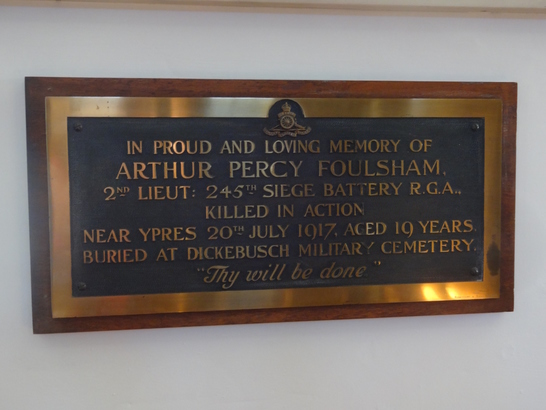 IN PROUD AND LOVING MEMORY OF
ARTHUR PERCY FOULSHAM,
2ND LIEUT: 245TH SIEGE BATTERY R.G.A.,
KILLED IN ACTION
NEAR YPRES 20TH JULY 1917, AGED 19 YEARS.
BURIED AT DICKEBUSCH MILITARY CEMETERY,
"Thy will be done"